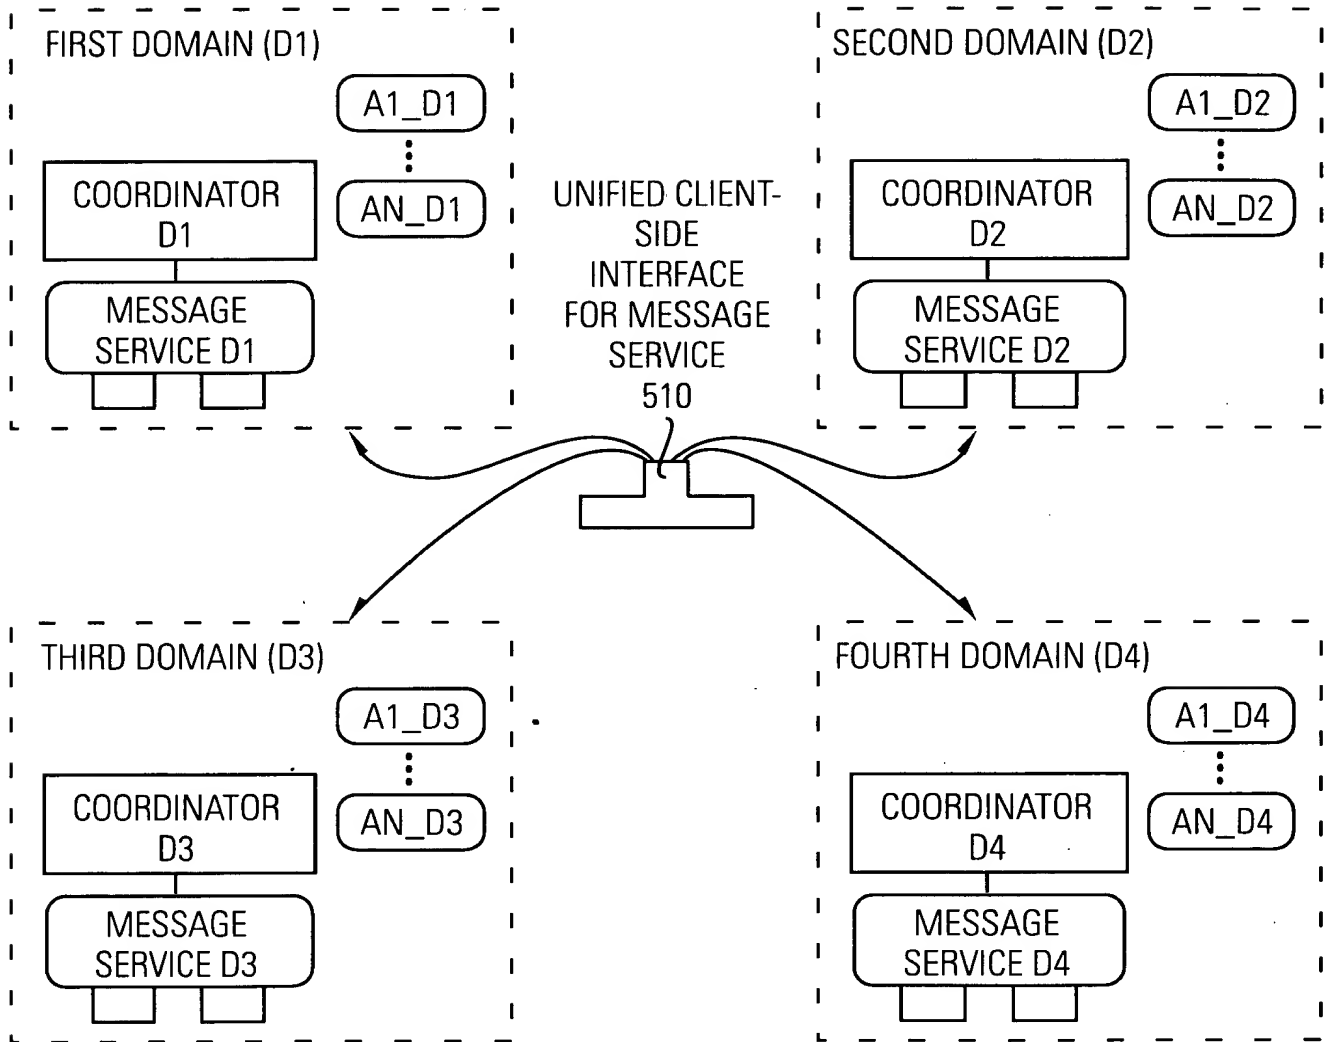 FIRST DOMAIN (D1)
A1_D1
AN_D1
COORDINATOR
D1
MESSAGE
SERVICE D1
UNIFIED CLIENT-
SIDE
INTERFACE
FOR MESSAGE
SERVICE
510
SECOND DOMAIN (D2)
A1_D2
AN_D2
COORDINATOR
D2
MESSAGE
SERVICE D2
THIRD DOMAIN (D3)
A1_D3
AN_D3
COORDINATOR
D3
MESSAGE
SERVICE D3
FOURTH DOMAIN (D4)
A1_D4
AN_D4
COORDINATOR
D4
MESSAGE
SERVICE D4